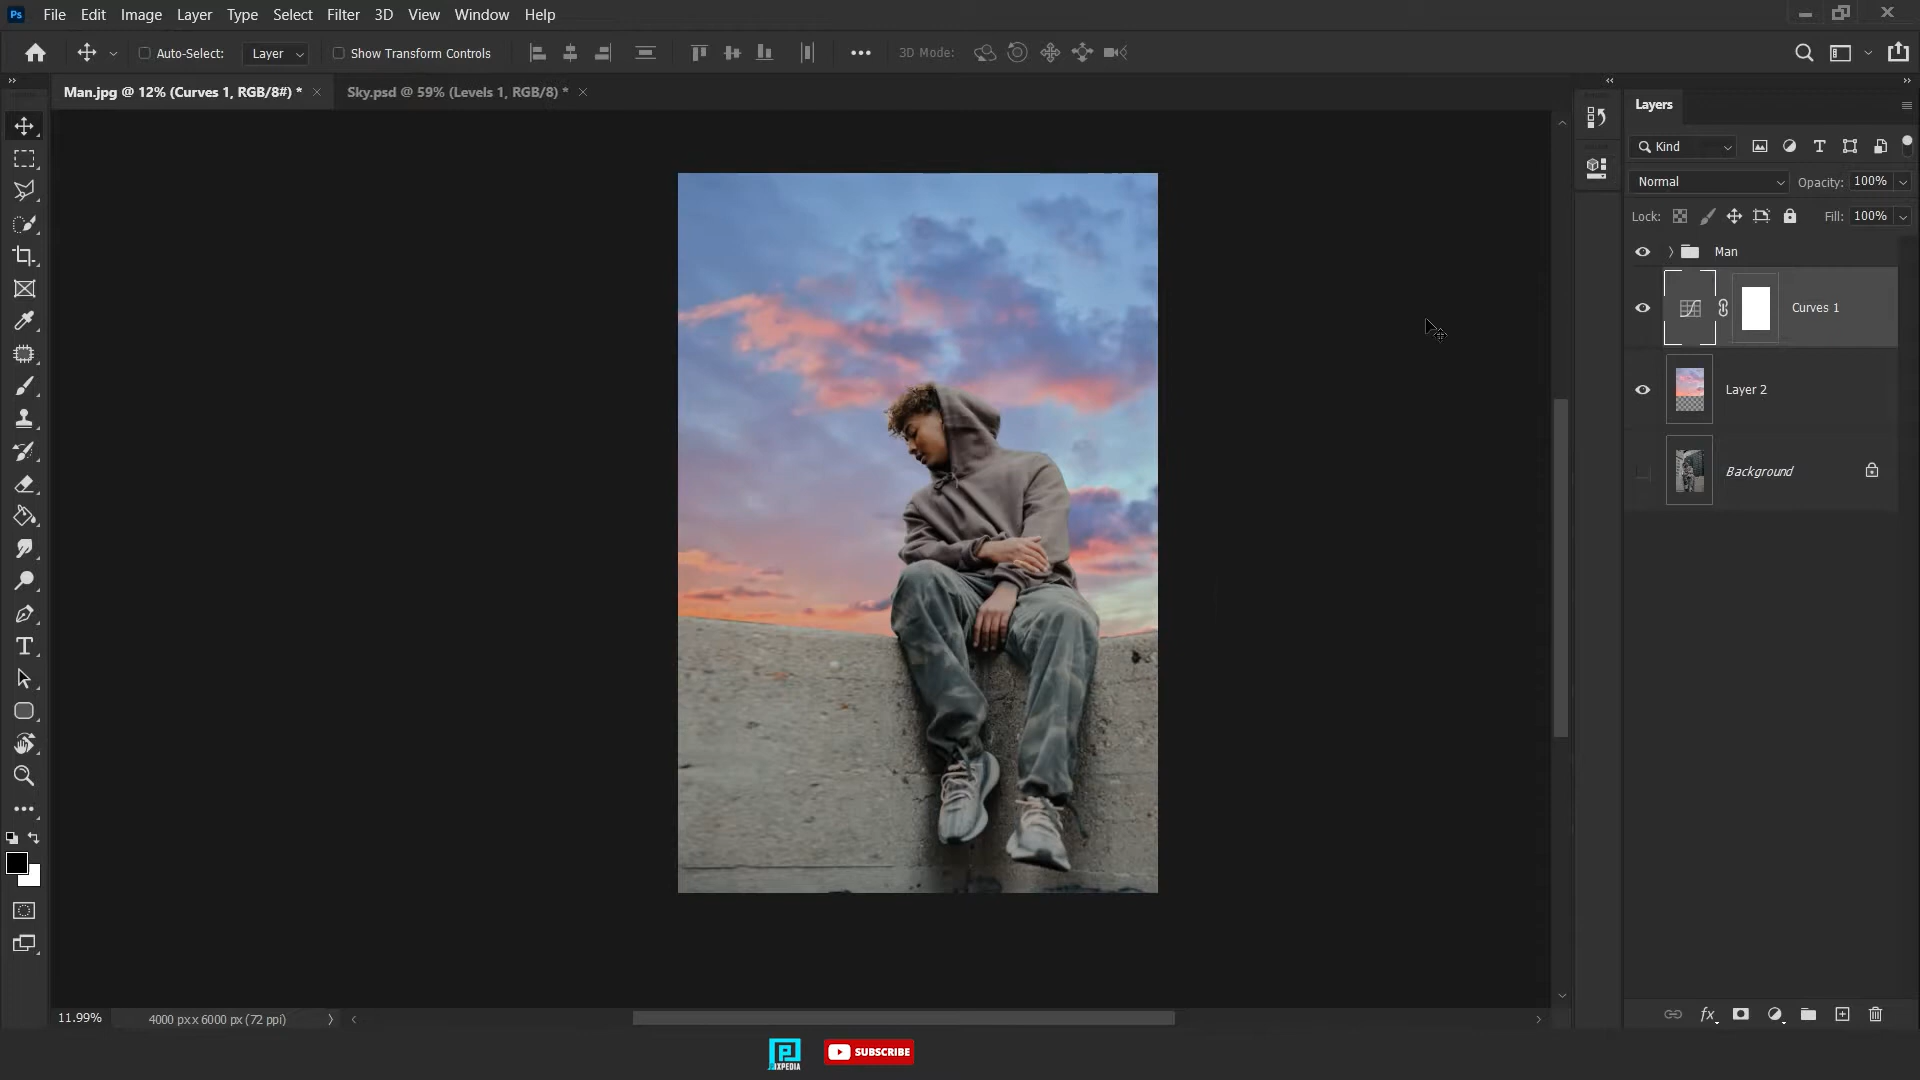 Ps File Edit Image Layer Type Select Filter 3D View Window Help
Auto-Select: Layer Show Transform Controls 3D Mode:
Man.jpg @ 12% (Curves 1, RGB/8#) * Sky.psd @ 59% (Levels 1, RGB/8) *
Layers
Kind
Normal Opacity: 100%
Lock: Fill: 100%
Man
Curves 1
Layer 2
Background
11.99% 4000 px x 6000 px (72 ppi)
PIXPEDIA SUBSCRIBE